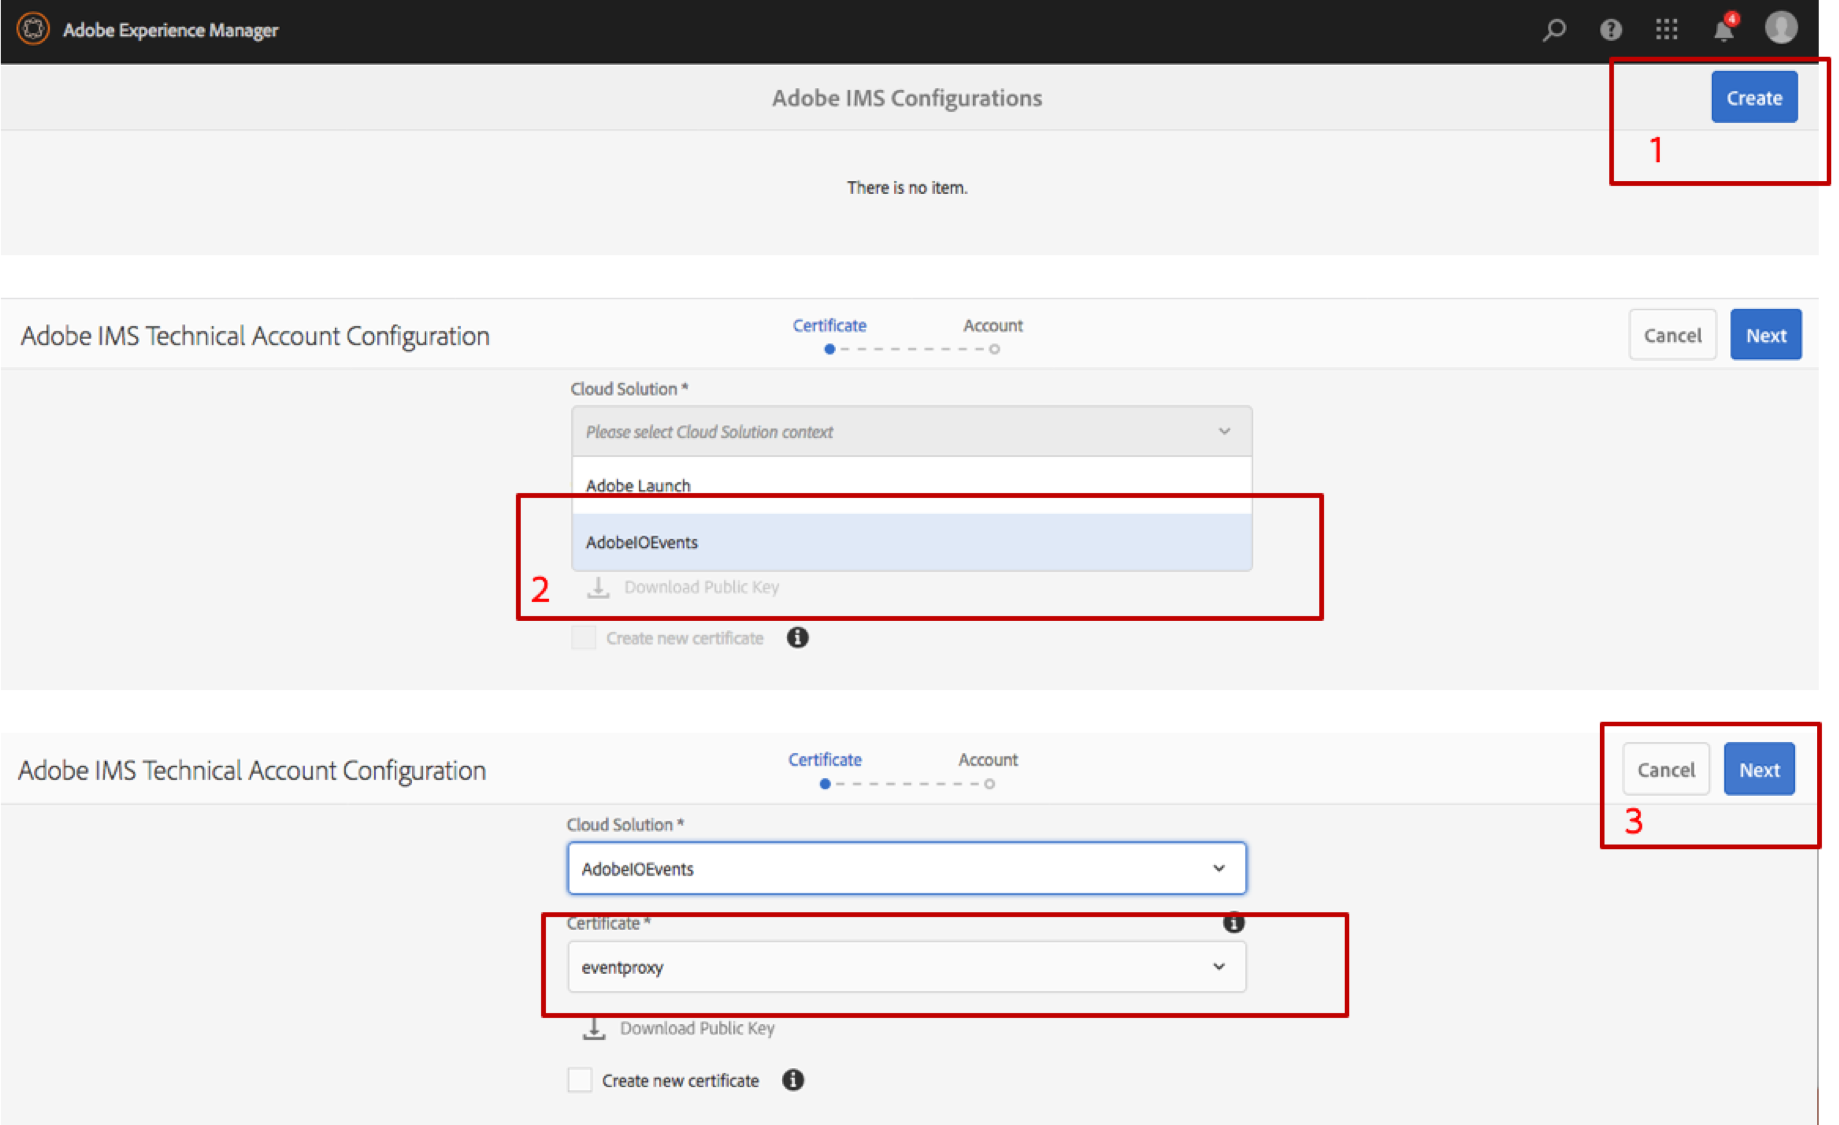 Adobe Experience Manager
4
Adobe IMS Configurations
Create
1
There is no item.
Adobe IMS Technical Account Configuration
Certificate
Account
Cancel
Next
Cloud Solution *
Please select Cloud Solution context
Adobe Launch
AdobeIOEvents
2
Download Public Key
Create new certificate
Adobe IMS Technical Account Configuration
Certificate
Account
Cancel
Next
3
Cloud Solution *
AdobeIOEvents
Certificate *
eventproxy
Download Public Key
Create new certificate